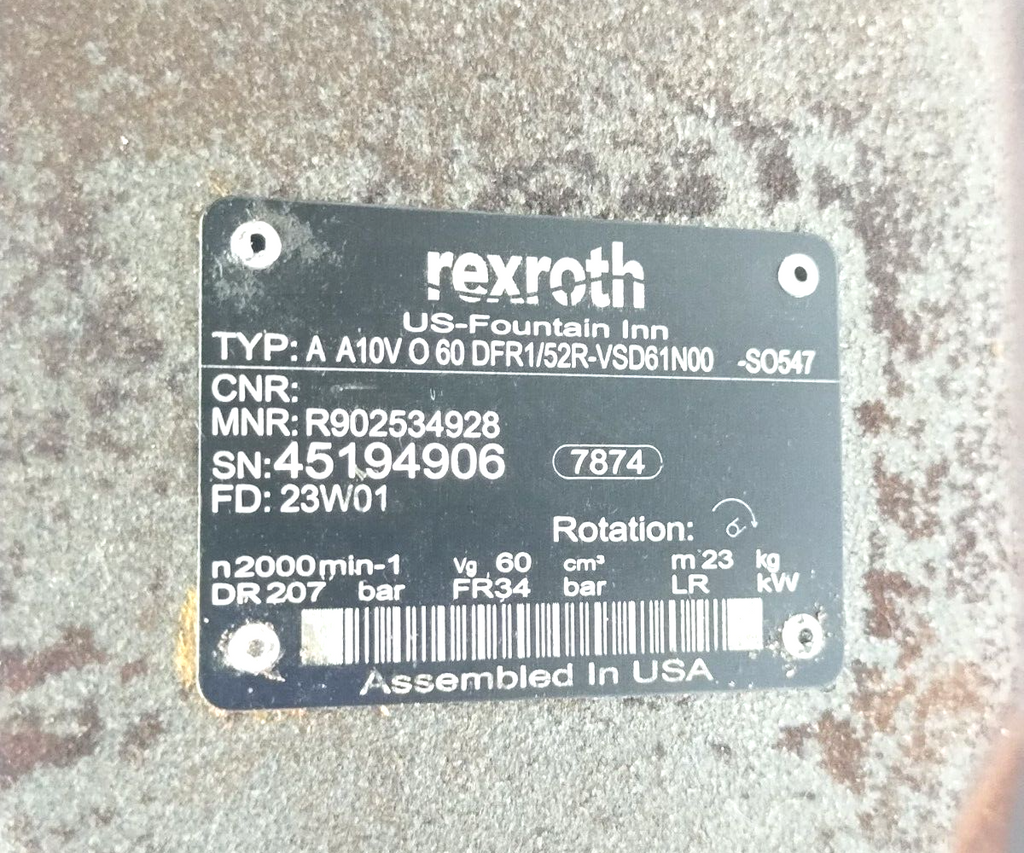 rexroth
US-Fountain Inn
TYP: A A10V O 60 DFR1/52R-VSD61N00 -SO547
CNR:
MNR: R902534928
SN: 45194906 7874
FD: 23W01
Rotation:
n 2000 min-1 Vg 60 cm³ m 23 kg
DR 207 bar FR34 bar LR kW
Assembled In USA